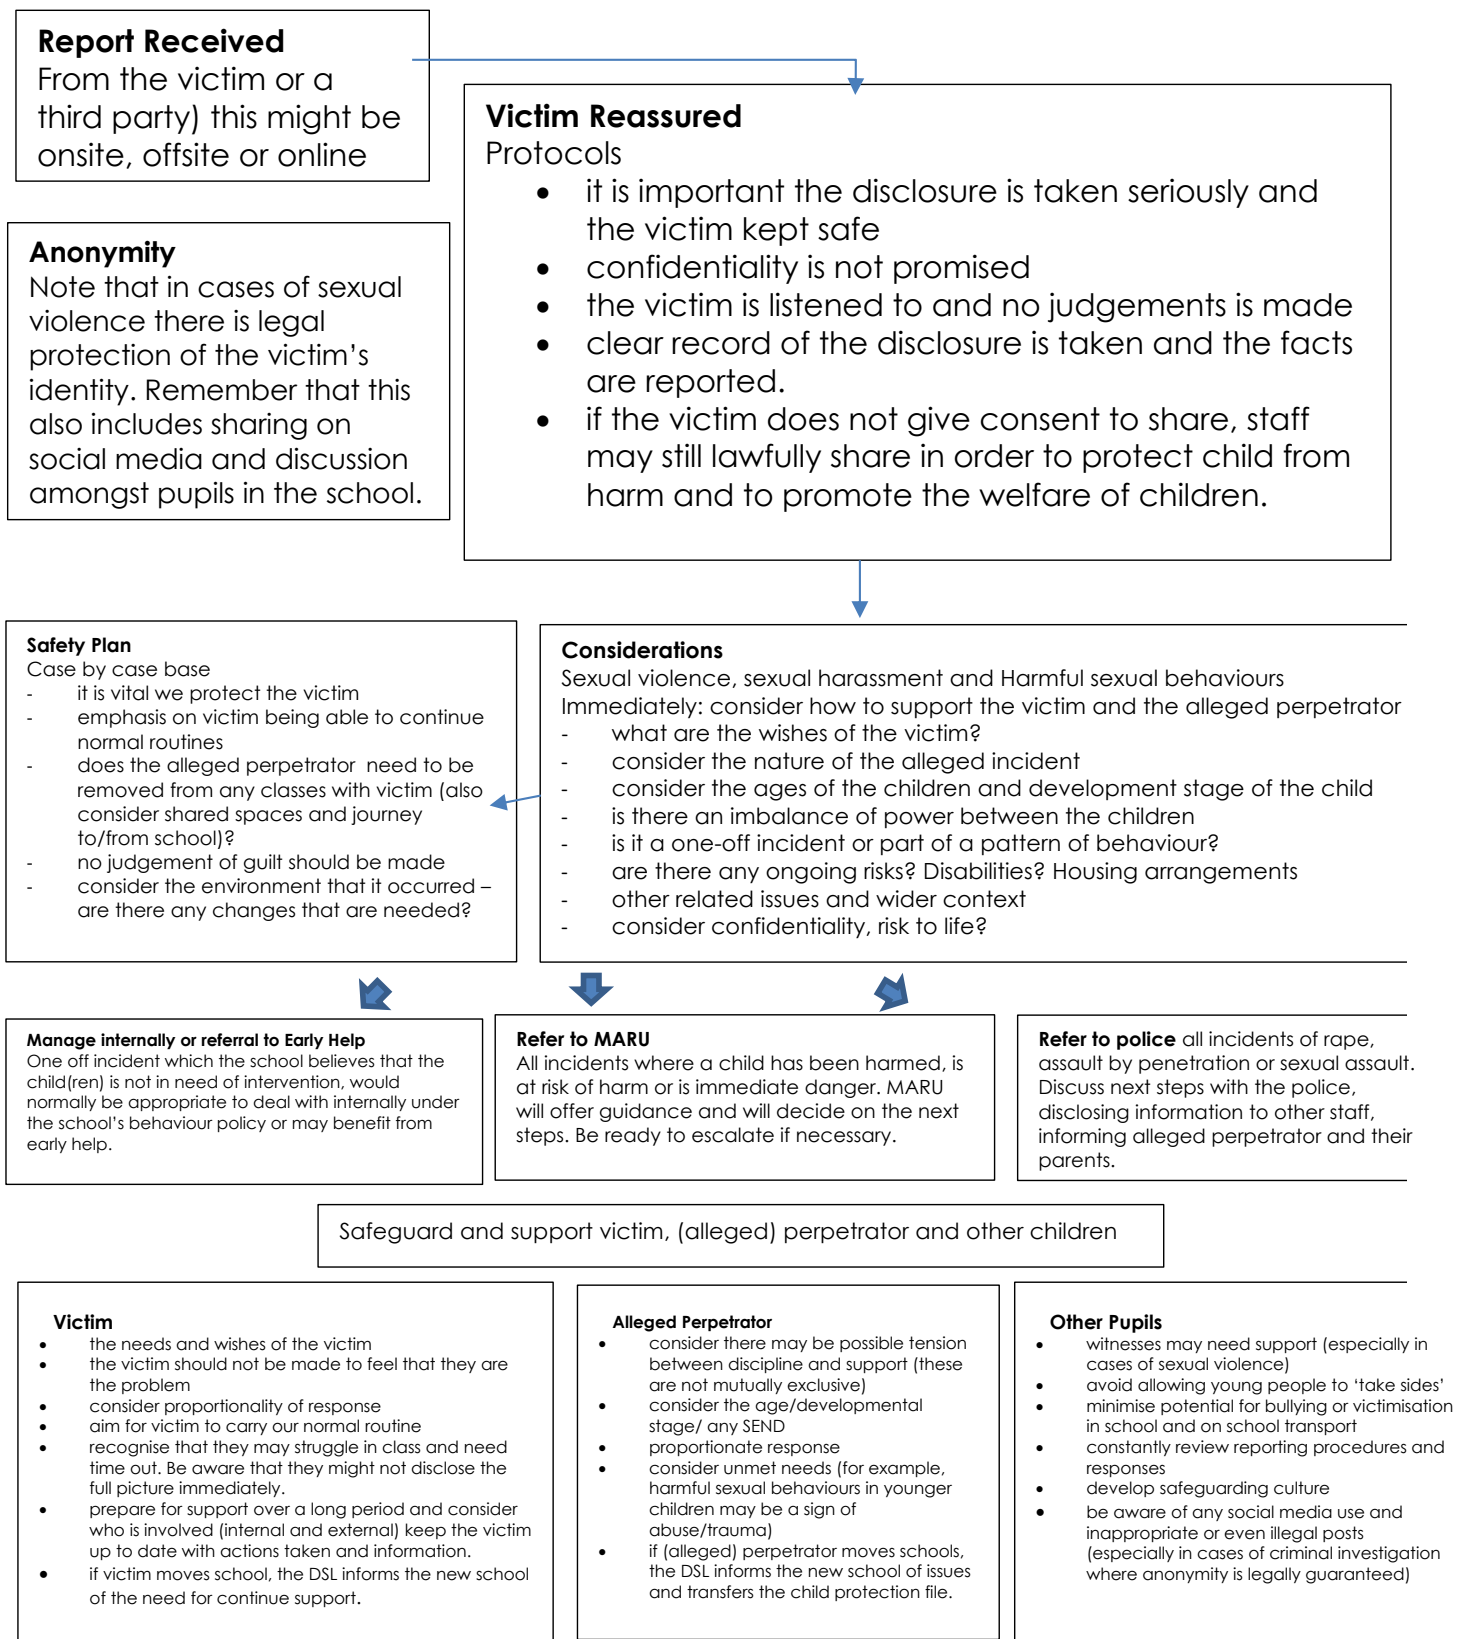 Report Received
From the victim or a
third party) this might be
onsite, offsite or online
Victim Reassured
Protocols
• it is important the disclosure is taken seriously and
the victim kept safe
• confidentiality is not promised
• the victim is listened to and no judgements is made
• clear record of the disclosure is taken and the facts
are reported.
• if the victim does not give consent to share, staff
may still lawfully share in order to protect child from
harm and to promote the welfare of children.
Anonymity
Note that in cases of sexual
violence there is legal
protection of the victim’s
identity. Remember that this
also includes sharing on
social media and discussion
amongst pupils in the school.
Safety Plan
Case by case base
- it is vital we protect the victim
- emphasis on victim being able to continue
normal routines
- does the alleged perpetrator need to be
removed from any classes with victim (also
consider shared spaces and journey
to/from school)?
- no judgement of guilt should be made
- consider the environment that it occurred –
are there any changes that are needed?
Considerations
Sexual violence, sexual harassment and Harmful sexual behaviours
Immediately: consider how to support the victim and the alleged perpetrator
- what are the wishes of the victim?
- consider the nature of the alleged incident
- consider the ages of the children and development stage of the child
- is there an imbalance of power between the children
- is it a one-off incident or part of a pattern of behaviour?
- are there any ongoing risks? Disabilities? Housing arrangements
- other related issues and wider context
- consider confidentiality, risk to life?
Manage internally or referral to Early Help
One off incident which the school believes that the
child(ren) is not in need of intervention, would
normally be appropriate to deal with internally under
the school’s behaviour policy or may benefit from
early help.
Refer to MARU
All incidents where a child has been harmed, is
at risk of harm or is immediate danger. MARU
will offer guidance and will decide on the next
steps. Be ready to escalate if necessary.
Refer to police all incidents of rape,
assault by penetration or sexual assault.
Discuss next steps with the police,
disclosing information to other staff,
informing alleged perpetrator and their
parents.
Safeguard and support victim, (alleged) perpetrator and other children
Victim
• the needs and wishes of the victim
• the victim should not be made to feel that they are
the problem
• consider proportionality of response
• aim for victim to carry our normal routine
• recognise that they may struggle in class and need
time out. Be aware that they might not disclose the
full picture immediately.
• prepare for support over a long period and consider
who is involved (internal and external) keep the victim
up to date with actions taken and information.
• if victim moves school, the DSL informs the new school
of the need for continue support.
Alleged Perpetrator
• consider there may be possible tension
between discipline and support (these
are not mutually exclusive)
• consider the age/developmental
stage/ any SEND
• proportionate response
• consider unmet needs (for example,
harmful sexual behaviours in younger
children may be a sign of
abuse/trauma)
• if (alleged) perpetrator moves schools,
the DSL informs the new school of issues
and transfers the child protection file.
Other Pupils
• witnesses may need support (especially in
cases of sexual violence)
• avoid allowing young people to ‘take sides’
• minimise potential for bullying or victimisation
in school and on school transport
• constantly review reporting procedures and
responses
• develop safeguarding culture
• be aware of any social media use and
inappropriate or even illegal posts
(especially in cases of criminal investigation
where anonymity is legally guaranteed)